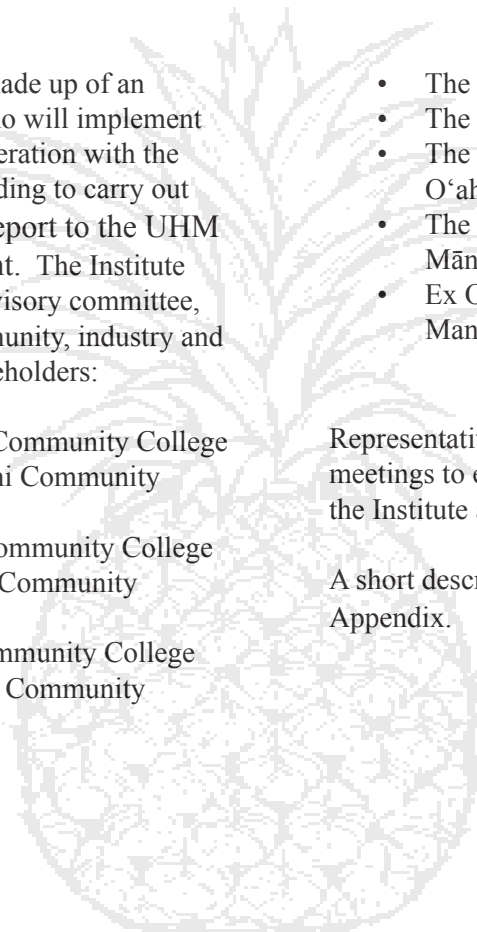 ade up of an
o will implement
eration with the
ding to carry out
eport to the UHM
nt. The Institute
visory committee,
munity, industry and
eholders:
Community College
ni Community
ommunity College
Community
mmunity College
Community
• The
• The
• The
Oʻah
• The
Mān
• Ex O
Man
Representati
meetings to e
the Institute
A short descr
Appendix.